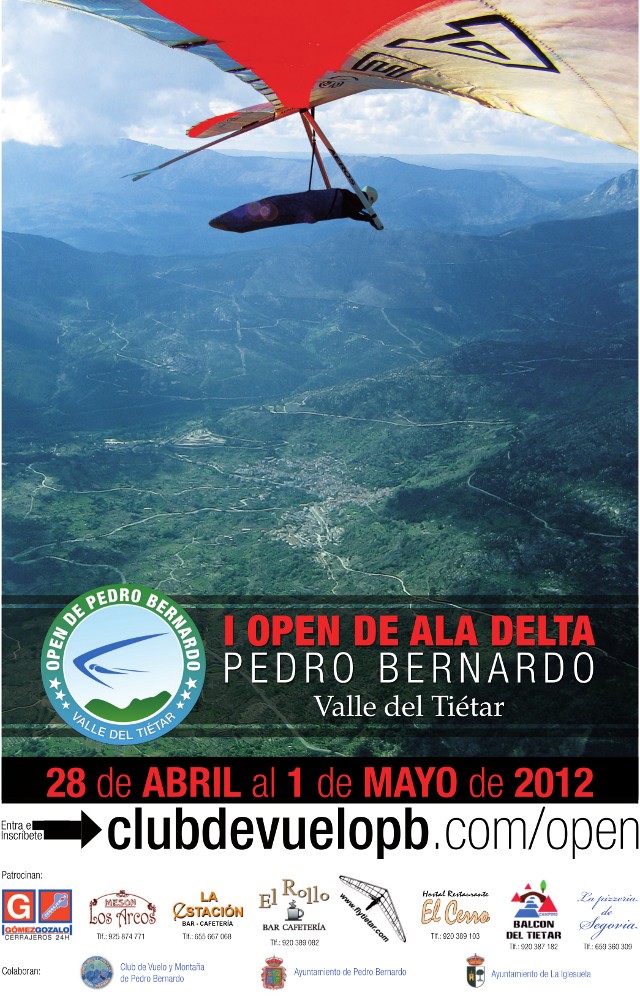 OPEN DE PEDRO BERNARDO
VALLE DEL TIÉTAR
I OPEN DE ALA DELTA
PEDRO BERNARDO
Valle del Tiétar
28 de ABRIL al 1 de MAYO de 2012
Entra e
Inscribete
clubdevuelopb.com/open
Patrocinan:
G
GÓMEZGOZALO
CERRAJEROS 24H
MESÓN
LOS ARCOS
Tlf.: 925 874 771
LA
ESTACIÓN
BAR - CAFETERÍA
Tlf.: 655 667 068
El Rollo
BAR CAFETERÍA
Tlf.: 920 389 082
www.flytietar.com
Hostal Restaurante
El Cerro
Tlf.: 920 389 103
BALCON
DEL TIETAR
Tlf.: 920 387 182
La pizzeria
de
Segovia.
Tlf.: 659 360 309
Colaboran:
Club de Vuelo y Montaña
de Pedro Bernardo
Ayuntamiento de Pedro Bernardo
Ayuntamiento de La Iglesuela